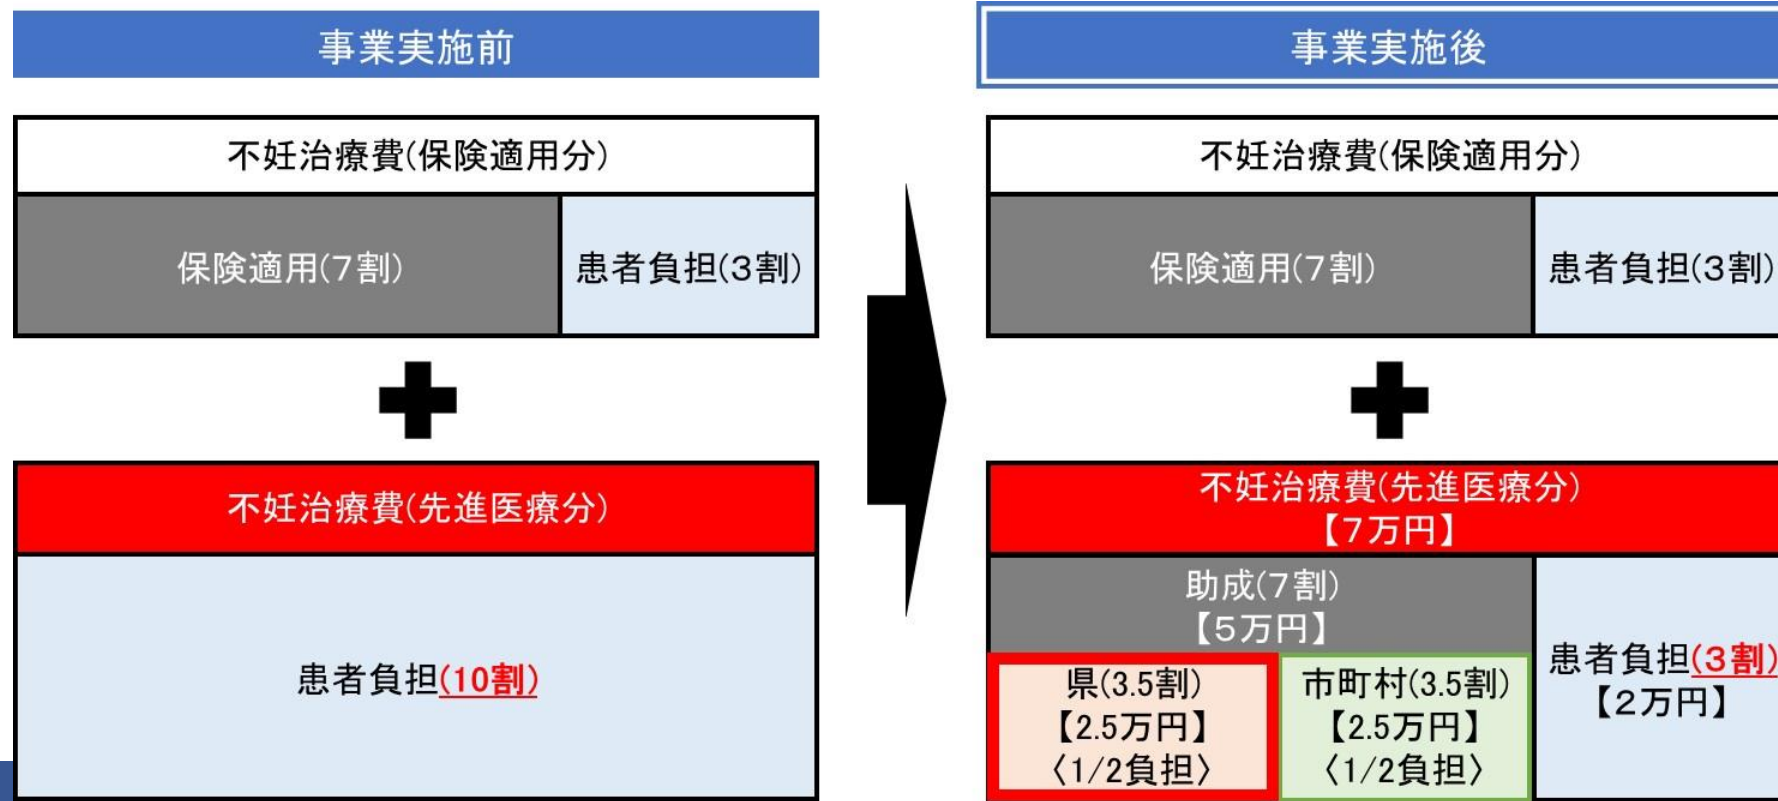 事業実施前
不妊治療費(保険適用分)
保険適用(7割)
患者負担(3割)
不妊治療費(先進医療分)
患者負担(10割)
事業実施後
不妊治療費(保険適用分)
保険適用(7割)
患者負担(3割)
不妊治療費(先進医療分)
【7万円】
助成(7割)
【5万円】
県(3.5割)
【2.5万円】
〈1/2負担〉
市町村(3.5割)
【2.5万円】
〈1/2負担〉
患者負担(3割)
【2万円】